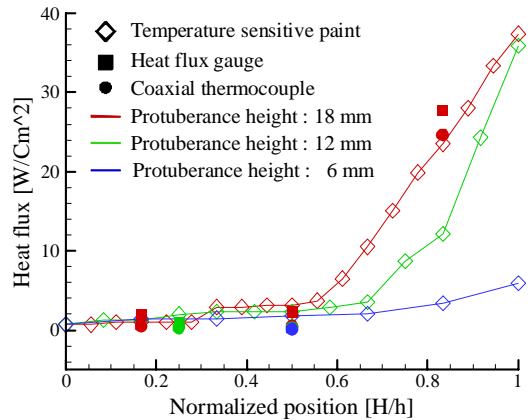 40
30
20
10
0
Heat flux [W/Cm^2]
Temperature sensitive paint
Heat flux gauge
Coaxial thermocouple
Protuberance height : 18 mm
Protuberance height : 12 mm
Protuberance height : 6 mm
0 0.2 0.4 0.6 0.8 1
Normalized position [H/h]